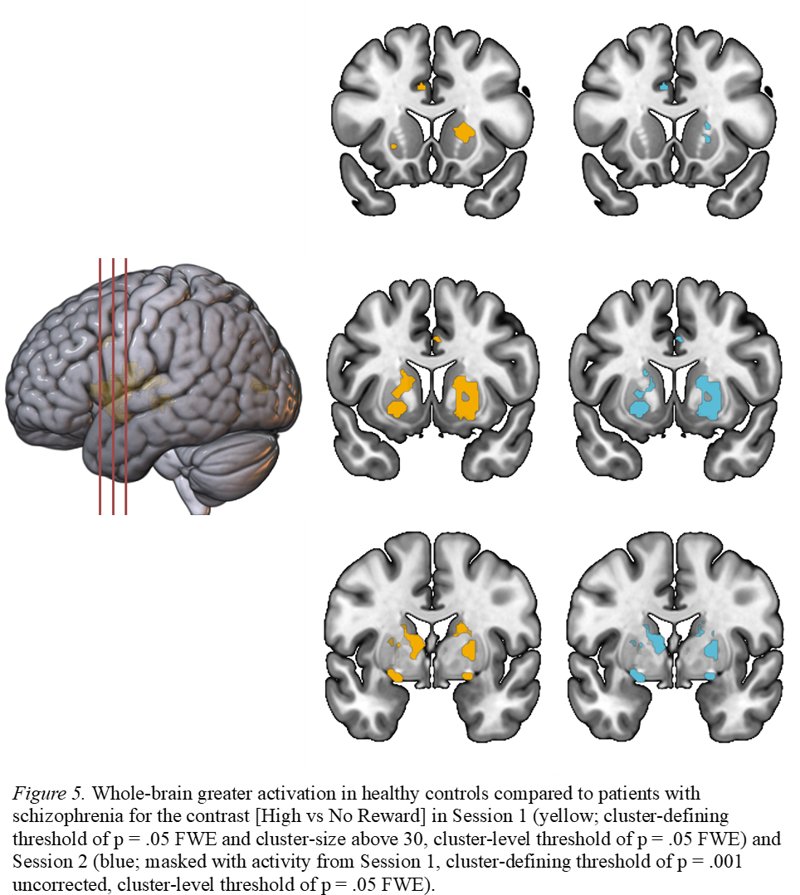 Figure 5. Whole-brain greater activation in healthy controls compared to patients with
schizophrenia for the contrast [High vs No Reward] in Session 1 (yellow; cluster-defining
threshold of p = .05 FWE and cluster-size above 30, cluster-level threshold of p = .05 FWE) and
Session 2 (blue; masked with activity from Session 1, cluster-defining threshold of p = .001
uncorrected, cluster-level threshold of p = .05 FWE).